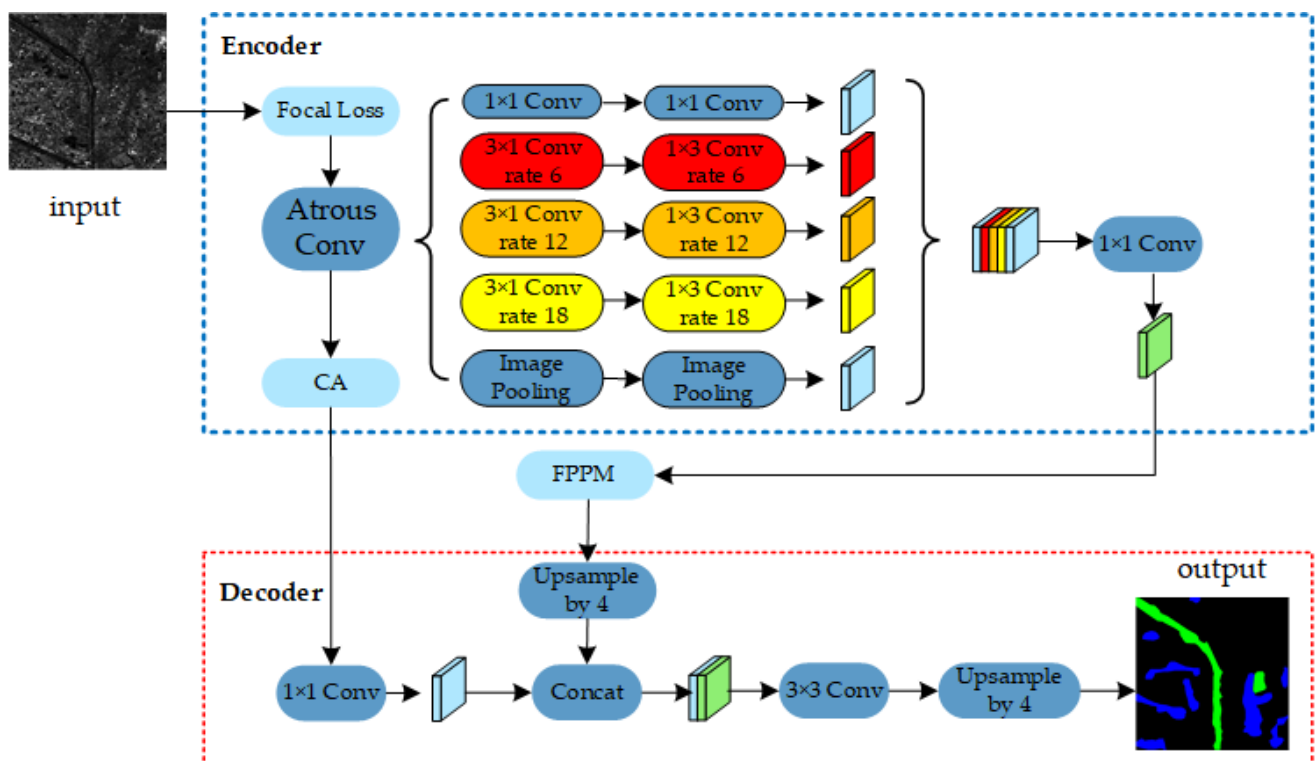 Encoder
input
Focal Loss
Atrous
Conv
CA
1×1 Conv
1×1 Conv
3×1 Conv
rate 6
1×3 Conv
rate 6
3×1 Conv
rate 12
1×3 Conv
rate 12
3×1 Conv
rate 18
1×3 Conv
rate 18
Image
Pooling
Image
Pooling
1×1 Conv
FPPM
Decoder
Upsample
by 4
output
1×1 Conv
Concat
3×3 Conv
Upsample
by 4